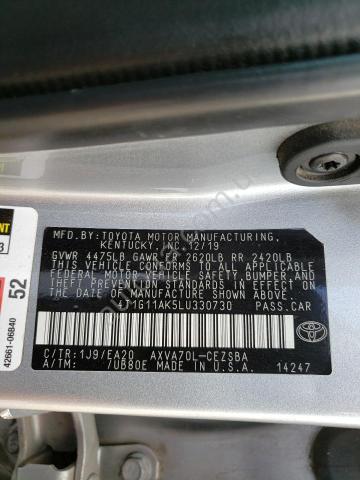 MFD.BY:TOYOTA MOTOR MANUFACTURING,
KENTUCKY, INC. 12/19
GVWR 4475LB GAWR FR 2620LB RR 2420LB
THIS VEHICLE CONFORMS TO ALL APPLICABLE
FEDERAL MOTOR VEHICLE SAFETY, BUMPER, AND
THEFT PREVENTION STANDARDS IN EFFECT ON
THE DATE OF MANUFACTURE SHOWN ABOVE.
4T1G11AK5LU330730 PASS.CAR
C/TR:1J9/EA20 AXVA70L-CEZSBA
A/TM: /UB80E MADE IN U.S.A. 14247
TOYOTA
52
42661-06840
3